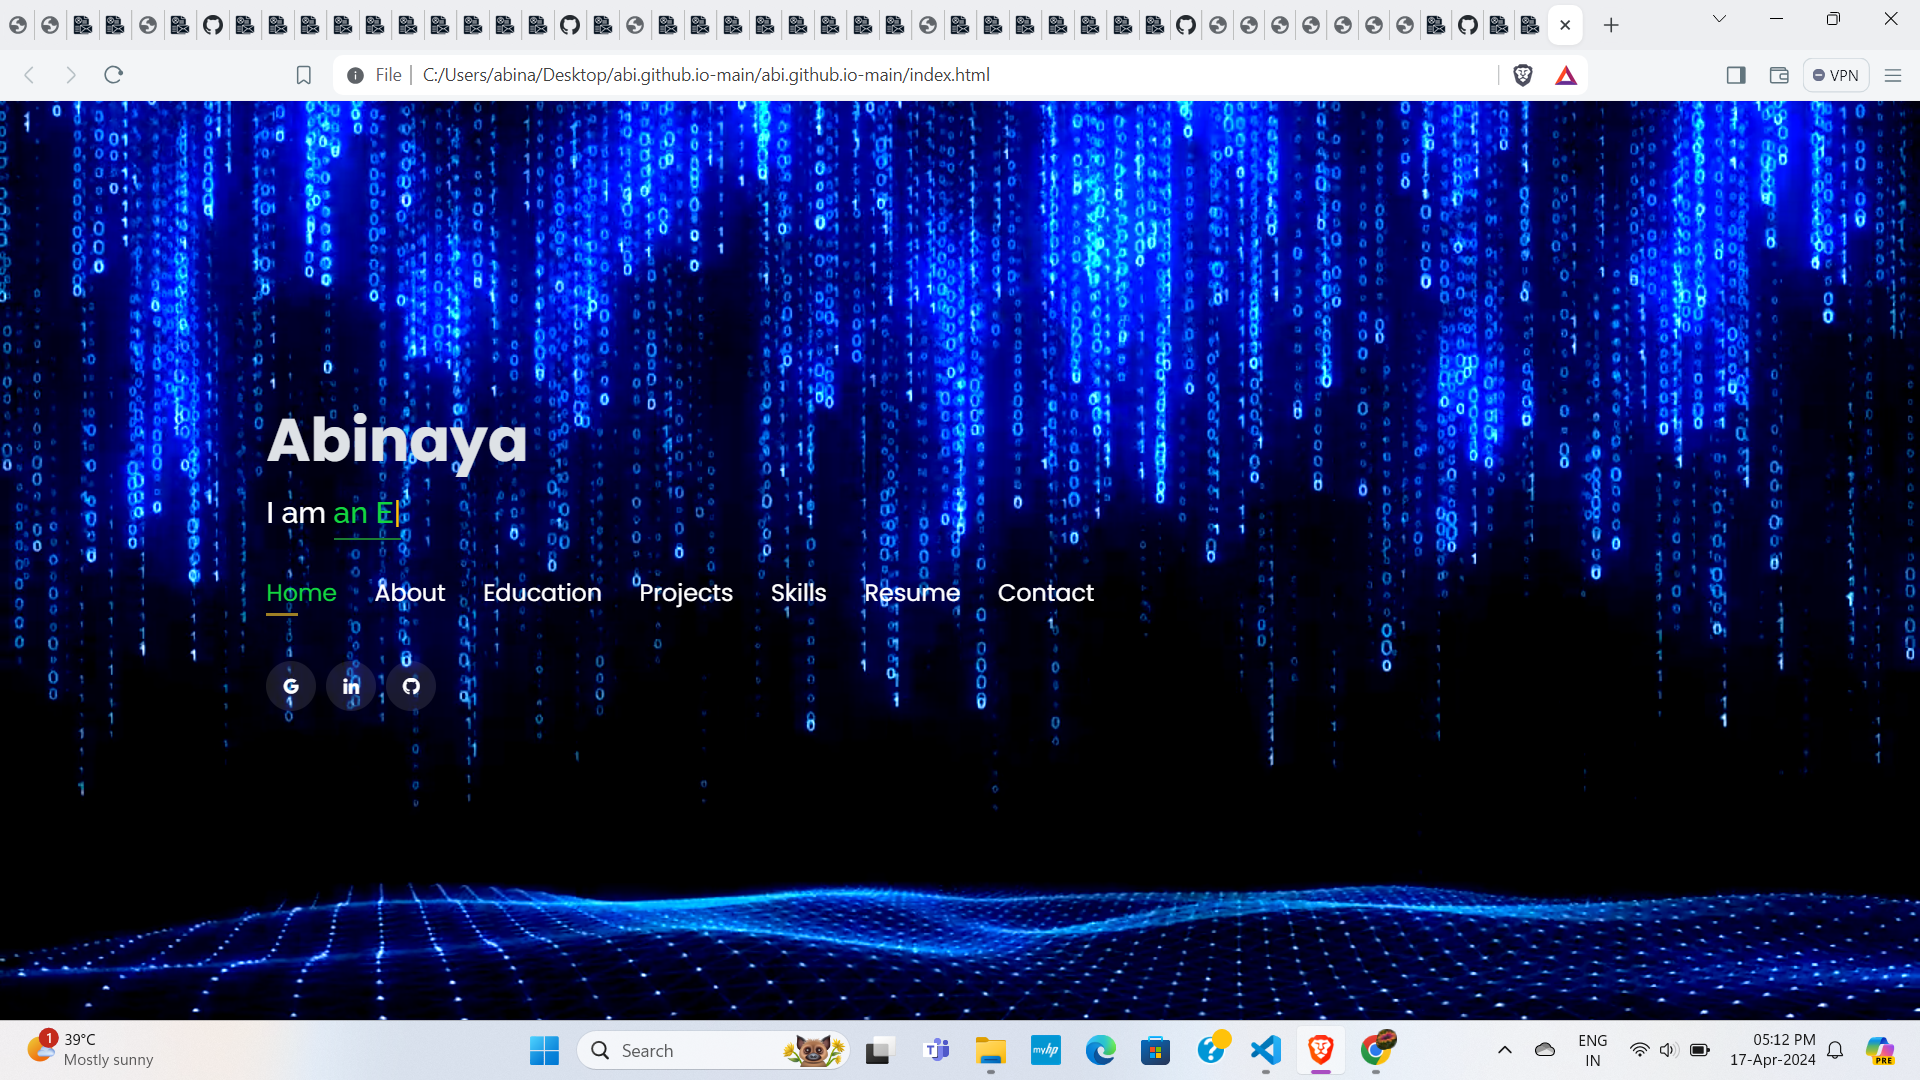 File
C:/Users/abina/Desktop/abi.github.io-main/abi.github.io-main/index.html
VPN
Abinaya
I am an E|
Home About Education Projects Skills Resume Contact
G in
1
39°C
Mostly sunny
Search
T
myhp
?
ENG
IN
05:12 PM
17-Apr-2024
PRE